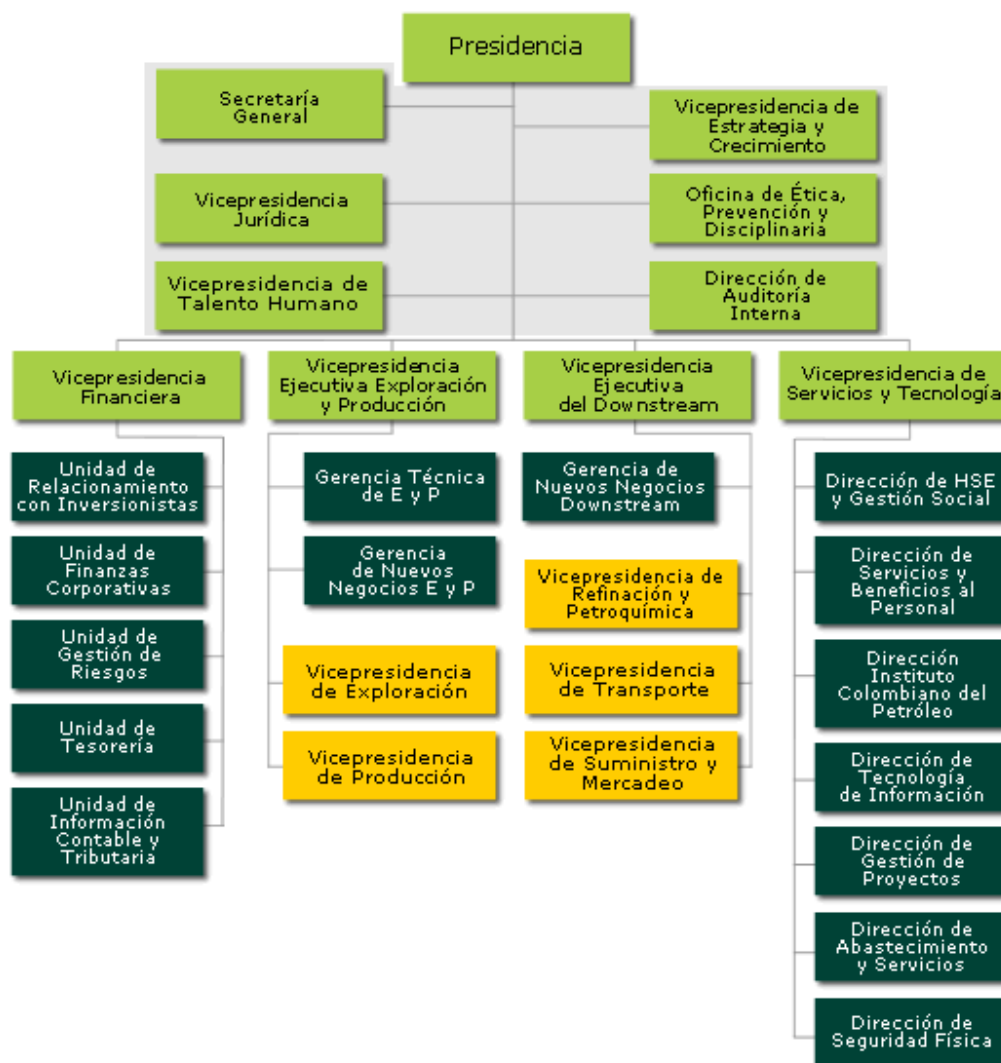 Presidencia
Secretaría
General
Vicepresidencia de
Estrategia y
Crecimiento
Vicepresidencia
Jurídica
Oficina de Ética,
Prevención y
Disciplinaria
Vicepresidencia de
Talento Humano
Dirección de
Auditoría
Interna
Vicepresidencia
Financiera
Vicepresidencia
Ejecutiva Exploración
y Producción
Vicepresidencia
Ejecutiva
del Downstream
Vicepresidencia de
Servicios y Tecnología
Unidad de
Relacionamiento
con Inversionistas
Unidad de
Finanzas
Corporativas
Unidad de
Gestión de
Riesgos
Unidad de
Tesorería
Unidad de
Información
Contable y
Tributaria
Gerencia Técnica
de E y P
Gerencia
de Nuevos
Negocios E y P
Vicepresidencia
de Exploración
Vicepresidencia
de Producción
Gerencia de
Nuevos Negocios
Downstream
Vicepresidencia de
Refinación y
Petroquímica
Vicepresidencia
de Transporte
Vicepresidencia
de Suministro y
Mercadeo
Dirección de HSE
y Gestión Social
Dirección de
Servicios y
Beneficios al
Personal
Dirección
Instituto
Colombiano del
Petróleo
Dirección de
Tecnología
de Información
Dirección de
Gestión de
Proyectos
Dirección de
Abastecimiento
y Servicios
Dirección de
Seguridad Física